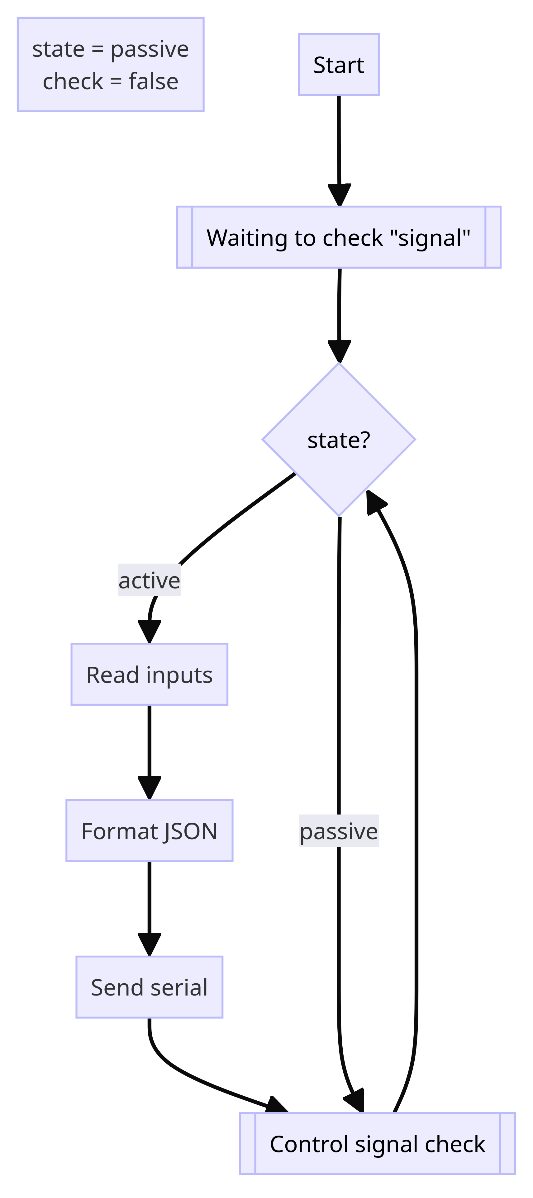 state = passive
check = false
Start
Waiting to check "signal"
state?
active
Read inputs
Format JSON
passive
Send serial
Control signal check